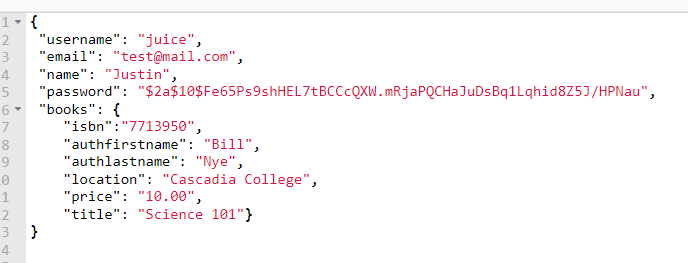 1 {
2 "username": "juice",
3 "email": "test@mail.com",
4 "name": "Justin",
5 "password": "$2a$10$Fe65Ps9shHEL7tBCCcQXW.mRjaPQCHaJuDsBq1Lqhid8Z5J/HPNau",
6 "books": {
7 "isbn":"7713950",
8 "authfirstname": "Bill",
9 "authlastname": "Nye",
0 "location": "Cascadia College",
1 "price": "10.00",
2 "title": "Science 101"}
3 }
4